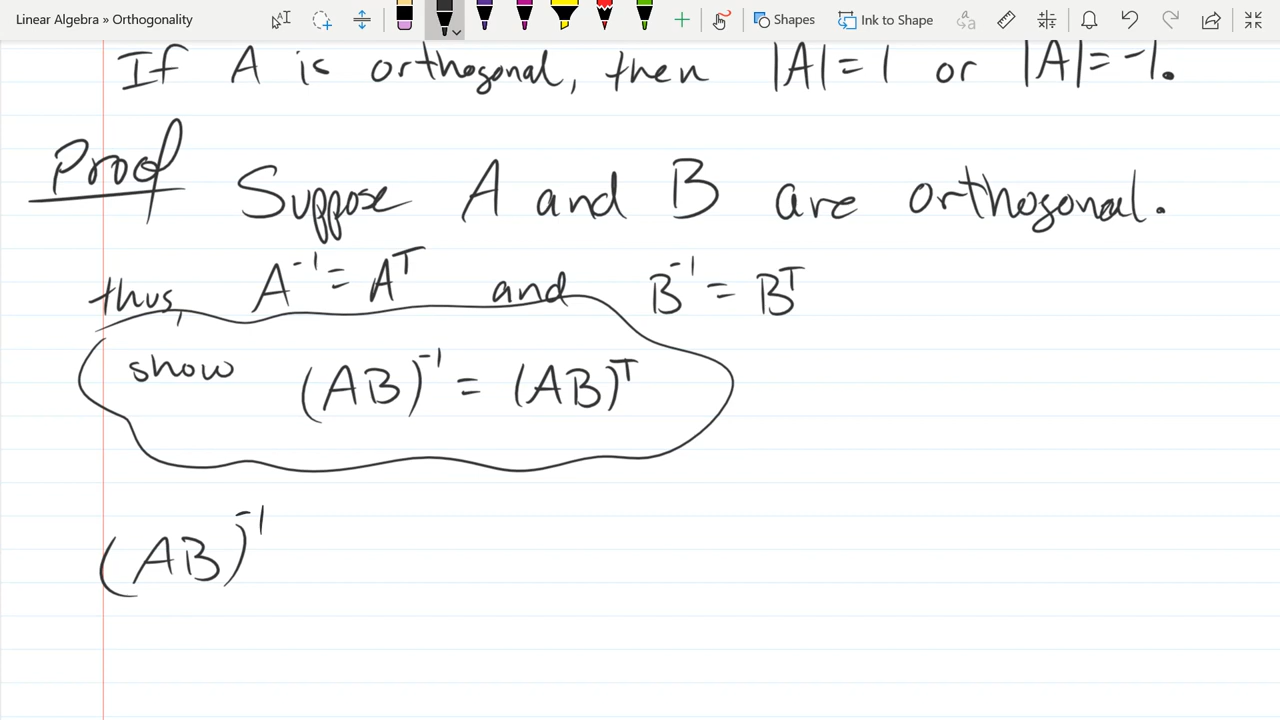 Linear Algebra » Orthogonality
Shapes
Ink to Shape
If A is orthogonal, then |A| = 1 or |A| = -1.
Proof Suppose A and B are orthogonal.
thus, A⁻¹ = Aᵀ and B⁻¹ = Bᵀ
show (AB)⁻¹ = (AB)ᵀ
(AB)⁻¹